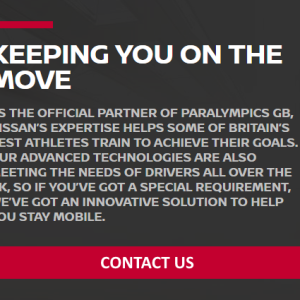 KEEPING YOU ON THE
MOVE
S THE OFFICIAL PARTNER OF PARALYMPICS GB,
ISSAN'S EXPERTISE HELPS SOME OF BRITAIN'S
EST ATHLETES TRAIN TO ACHIEVE THEIR GOALS.
UR ADVANCED TECHNOLOGIES ARE ALSO
EETING THE NEEDS OF DRIVERS ALL OVER THE
K, SO IF YOU'VE GOT A SPECIAL REQUIREMENT,
E'VE GOT AN INNOVATIVE SOLUTION TO HELP
OU STAY MOBILE.
CONTACT US